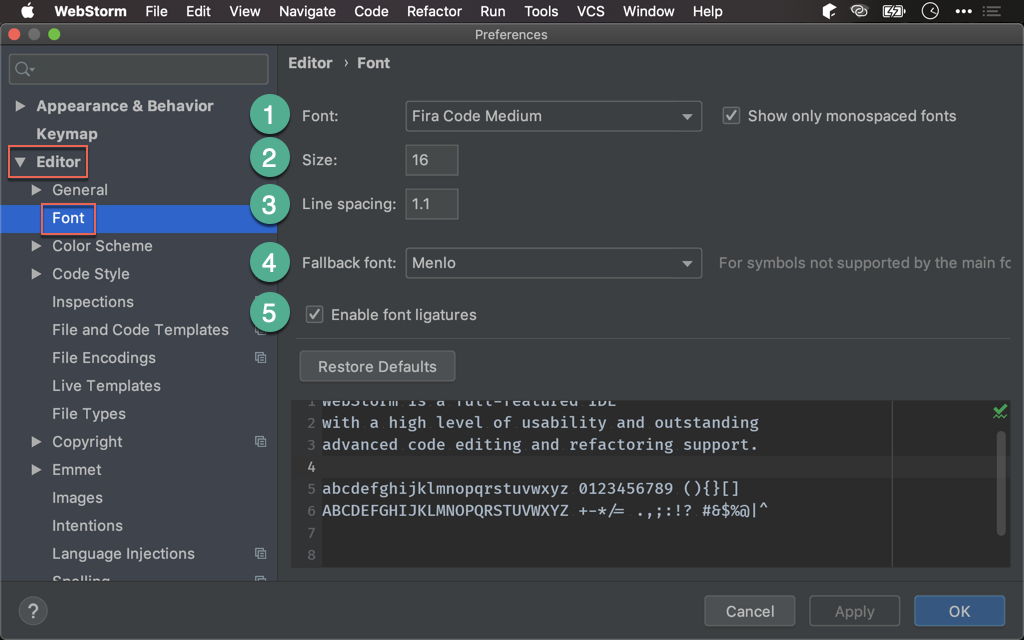 WebStorm File Edit View Navigate Code Refactor Run Tools VCS Window Help
Preferences
Editor › Font
Appearance & Behavior
Keymap
Editor
General
Font
Color Scheme
Code Style
Inspections
File and Code Templates
File Encodings
Live Templates
File Types
Copyright
Emmet
Images
Intentions
Language Injections
Spelling
1 Font: Fira Code Medium Show only monospaced fonts
2 Size: 16
3 Line spacing: 1.1
4 Fallback font: Menlo For symbols not supported by the main fo
5 Enable font ligatures
Restore Defaults
1 WebStorm is a full-featured IDE
2 with a high level of usability and outstanding
3 advanced code editing and refactoring support.
4
5 abcdefghijklmnopqrstuvwxyz 0123456789 (){}[]
6 ABCDEFGHIJKLMNOPQRSTUVWXYZ +-*/= .,;:!? #&$%@|^
7
8
? Cancel Apply OK